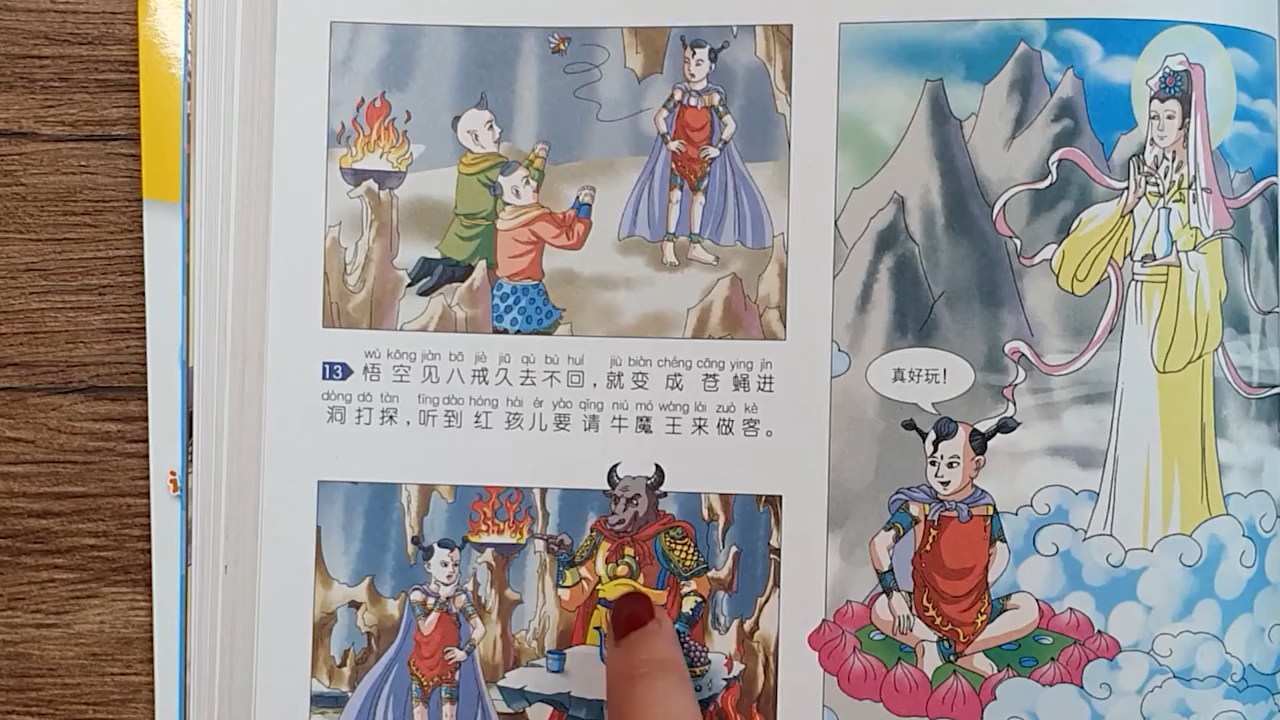 wù kōng jiàn bā jiè jiǔ qù bù huí jiù biàn chéng cāng ying jìn
13 悟空见八戒久去不回，就变成苍蝇进
dòng dǎ tàn tīng dào hóng hái ér yào qǐng niú mó wàng lái zuò kè
洞打探，听到红孩儿要请牛魔王来做客。
真好玩！